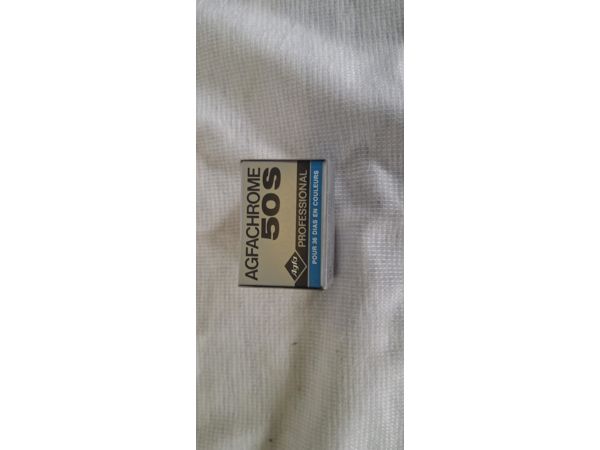 AGFACHROME
50S
Agfa
PROFESSIONAL
POUR 36 DIAS EN COULEURS